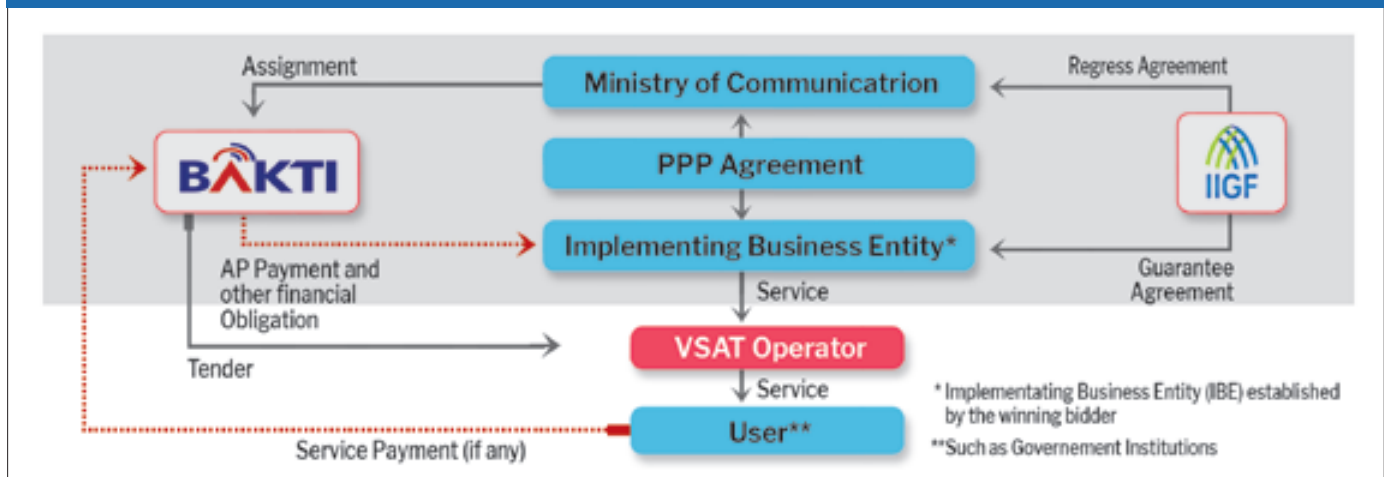 Assignment
Ministry of Communicatrion
Regress Agreement
BAKTI
PPP Agreement
IIGF
Implementing Business Entity*
AP Payment and
other financial
Obligation
Guarantee
Agreement
Service
Tender
VSAT Operator
Service
User**
Service Payment (if any)
* Implementating Business Entity (IBE) established
by the winning bidder
**Such as Governement Institutions